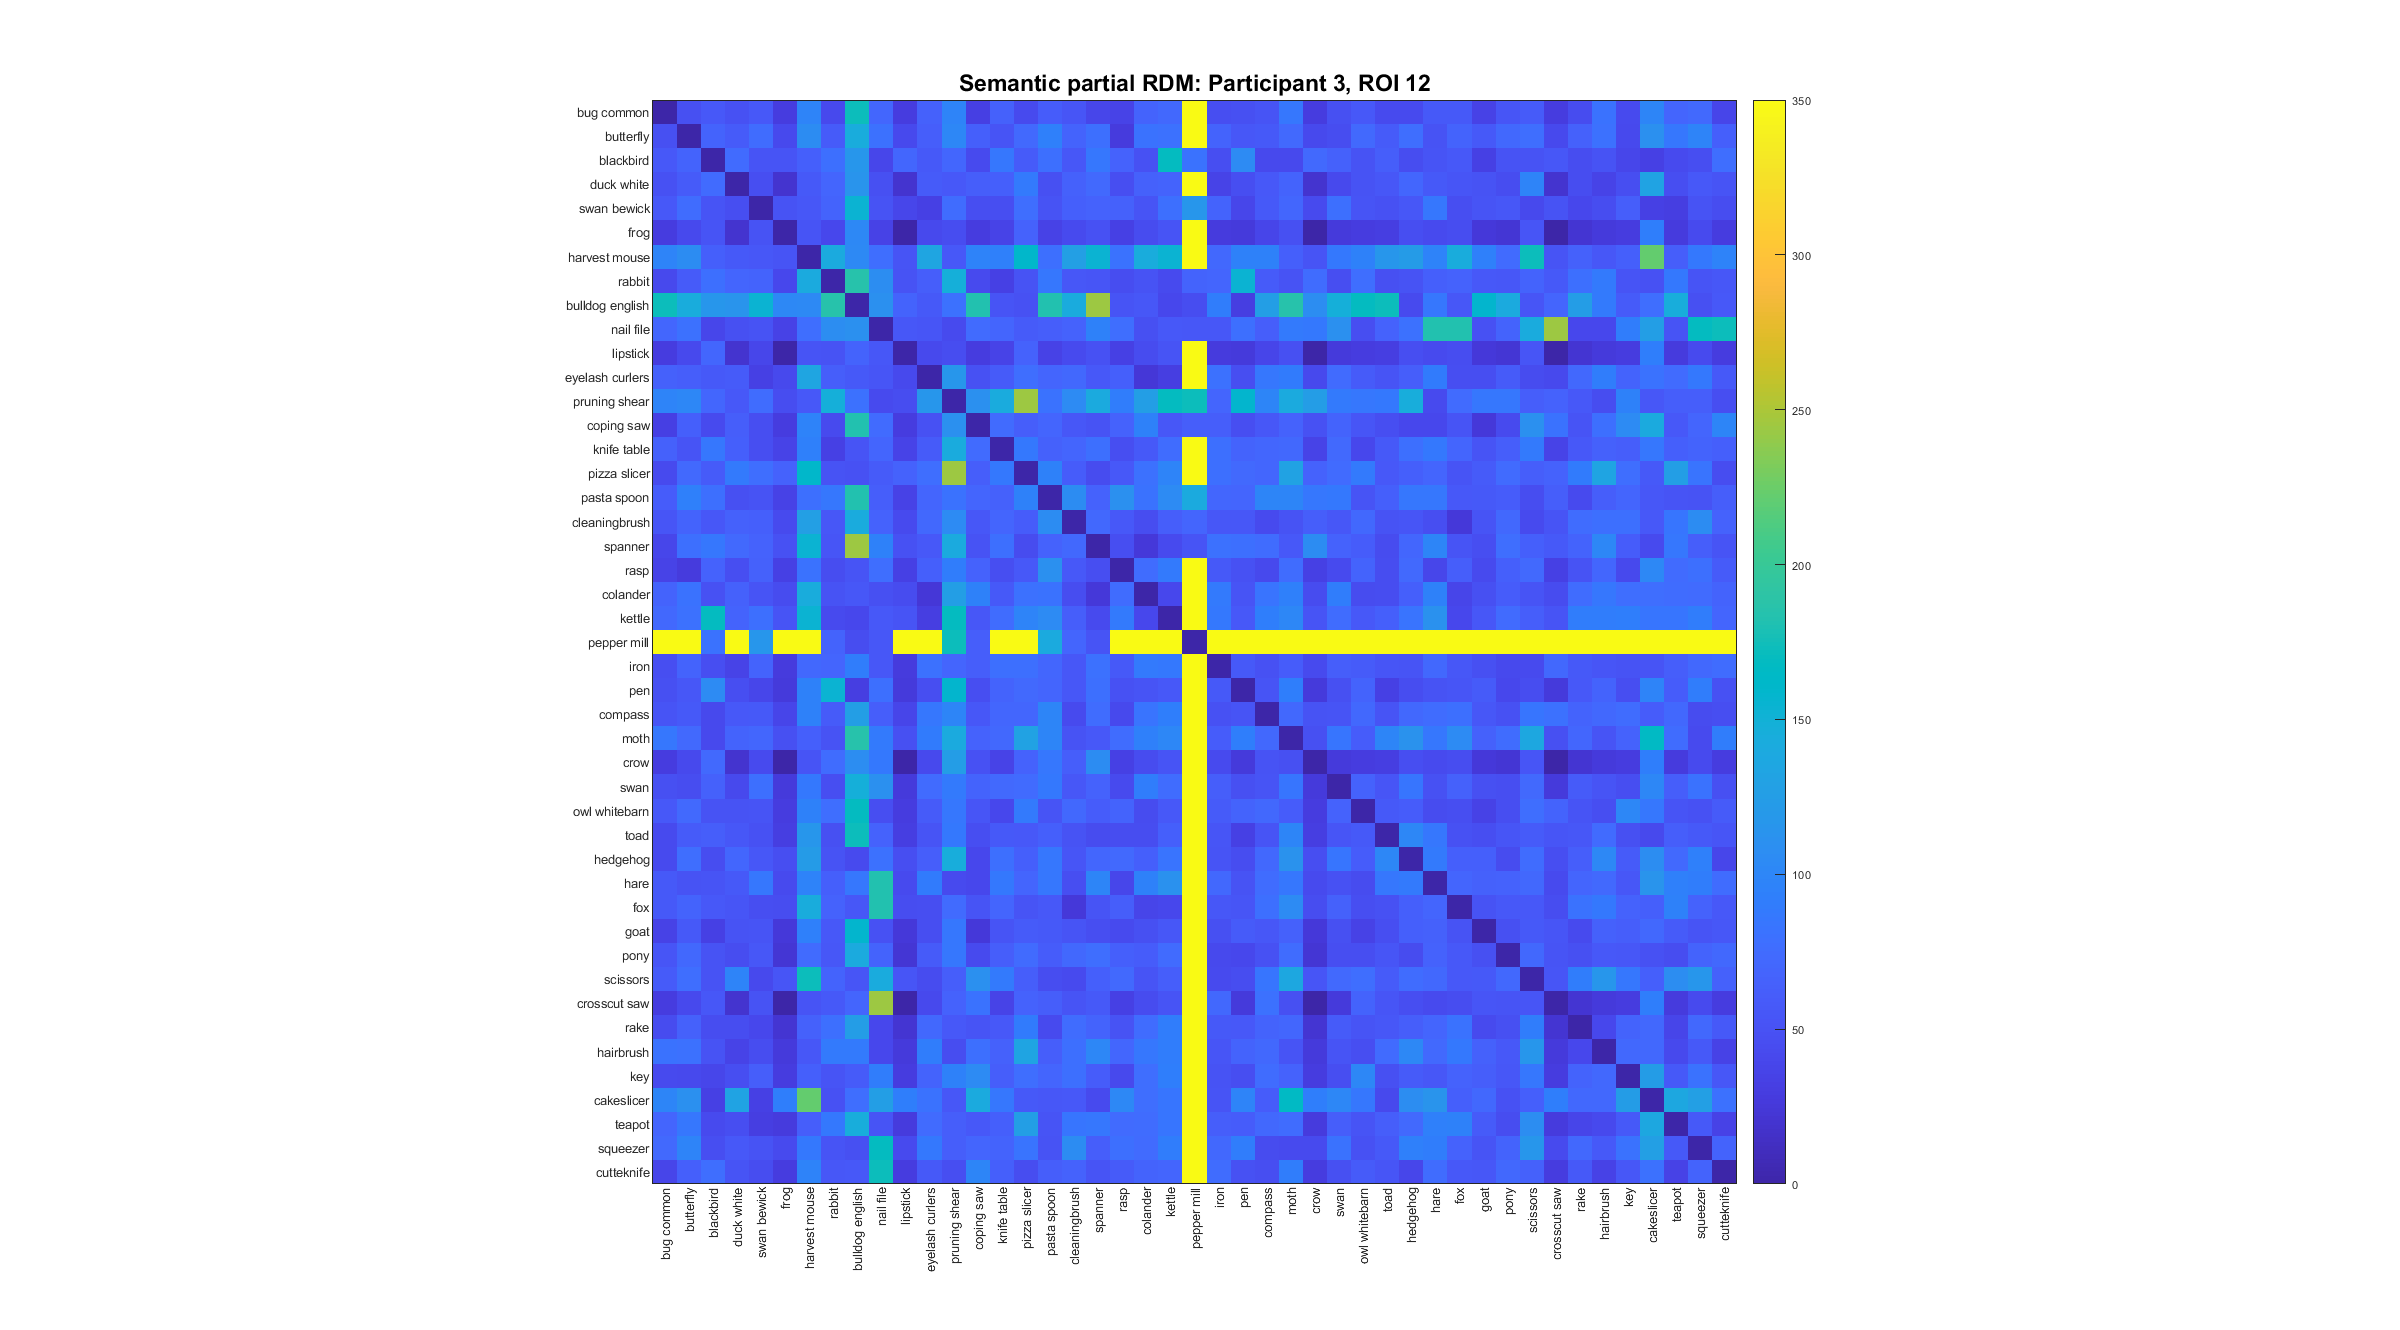 Semantic partial RDM: Participant 3, ROI 12
bug common
butterfly
blackbird
duck white
swan bewick
frog
harvest mouse
rabbit
bulldog english
nail file
lipstick
eyelash curlers
pruning shear
coping saw
knife table
pizza slicer
pasta spoon
cleaningbrush
spanner
rasp
colander
kettle
pepper mill
iron
pen
compass
moth
crow
swan
owl whitebarn
toad
hedgehog
hare
fox
goat
pony
scissors
crosscut saw
rake
hairbrush
key
cakeslicer
teapot
squeezer
cutteknife
bug common
butterfly
blackbird
duck white
swan bewick
frog
harvest mouse
rabbit
bulldog english
nail file
lipstick
eyelash curlers
pruning shear
coping saw
knife table
pizza slicer
pasta spoon
cleaningbrush
spanner
rasp
colander
kettle
pepper mill
iron
pen
compass
moth
crow
swan
owl whitebarn
toad
hedgehog
hare
fox
goat
pony
scissors
crosscut saw
rake
hairbrush
key
cakeslicer
teapot
squeezer
cutteknife
350
300
250
200
150
100
50
0